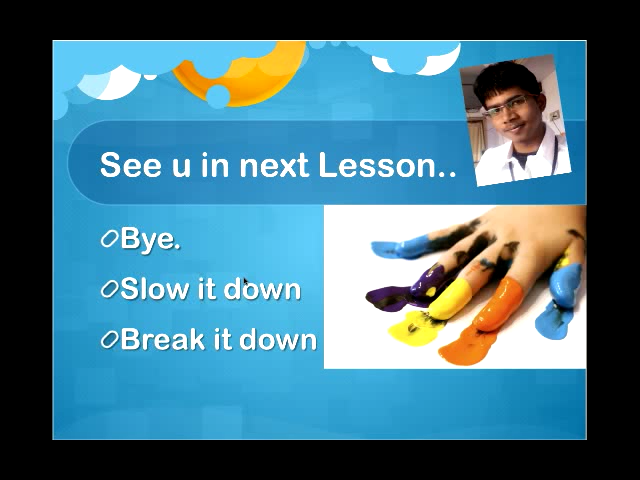 See u in next Lesson..
Bye.
Slow it down
Break it down